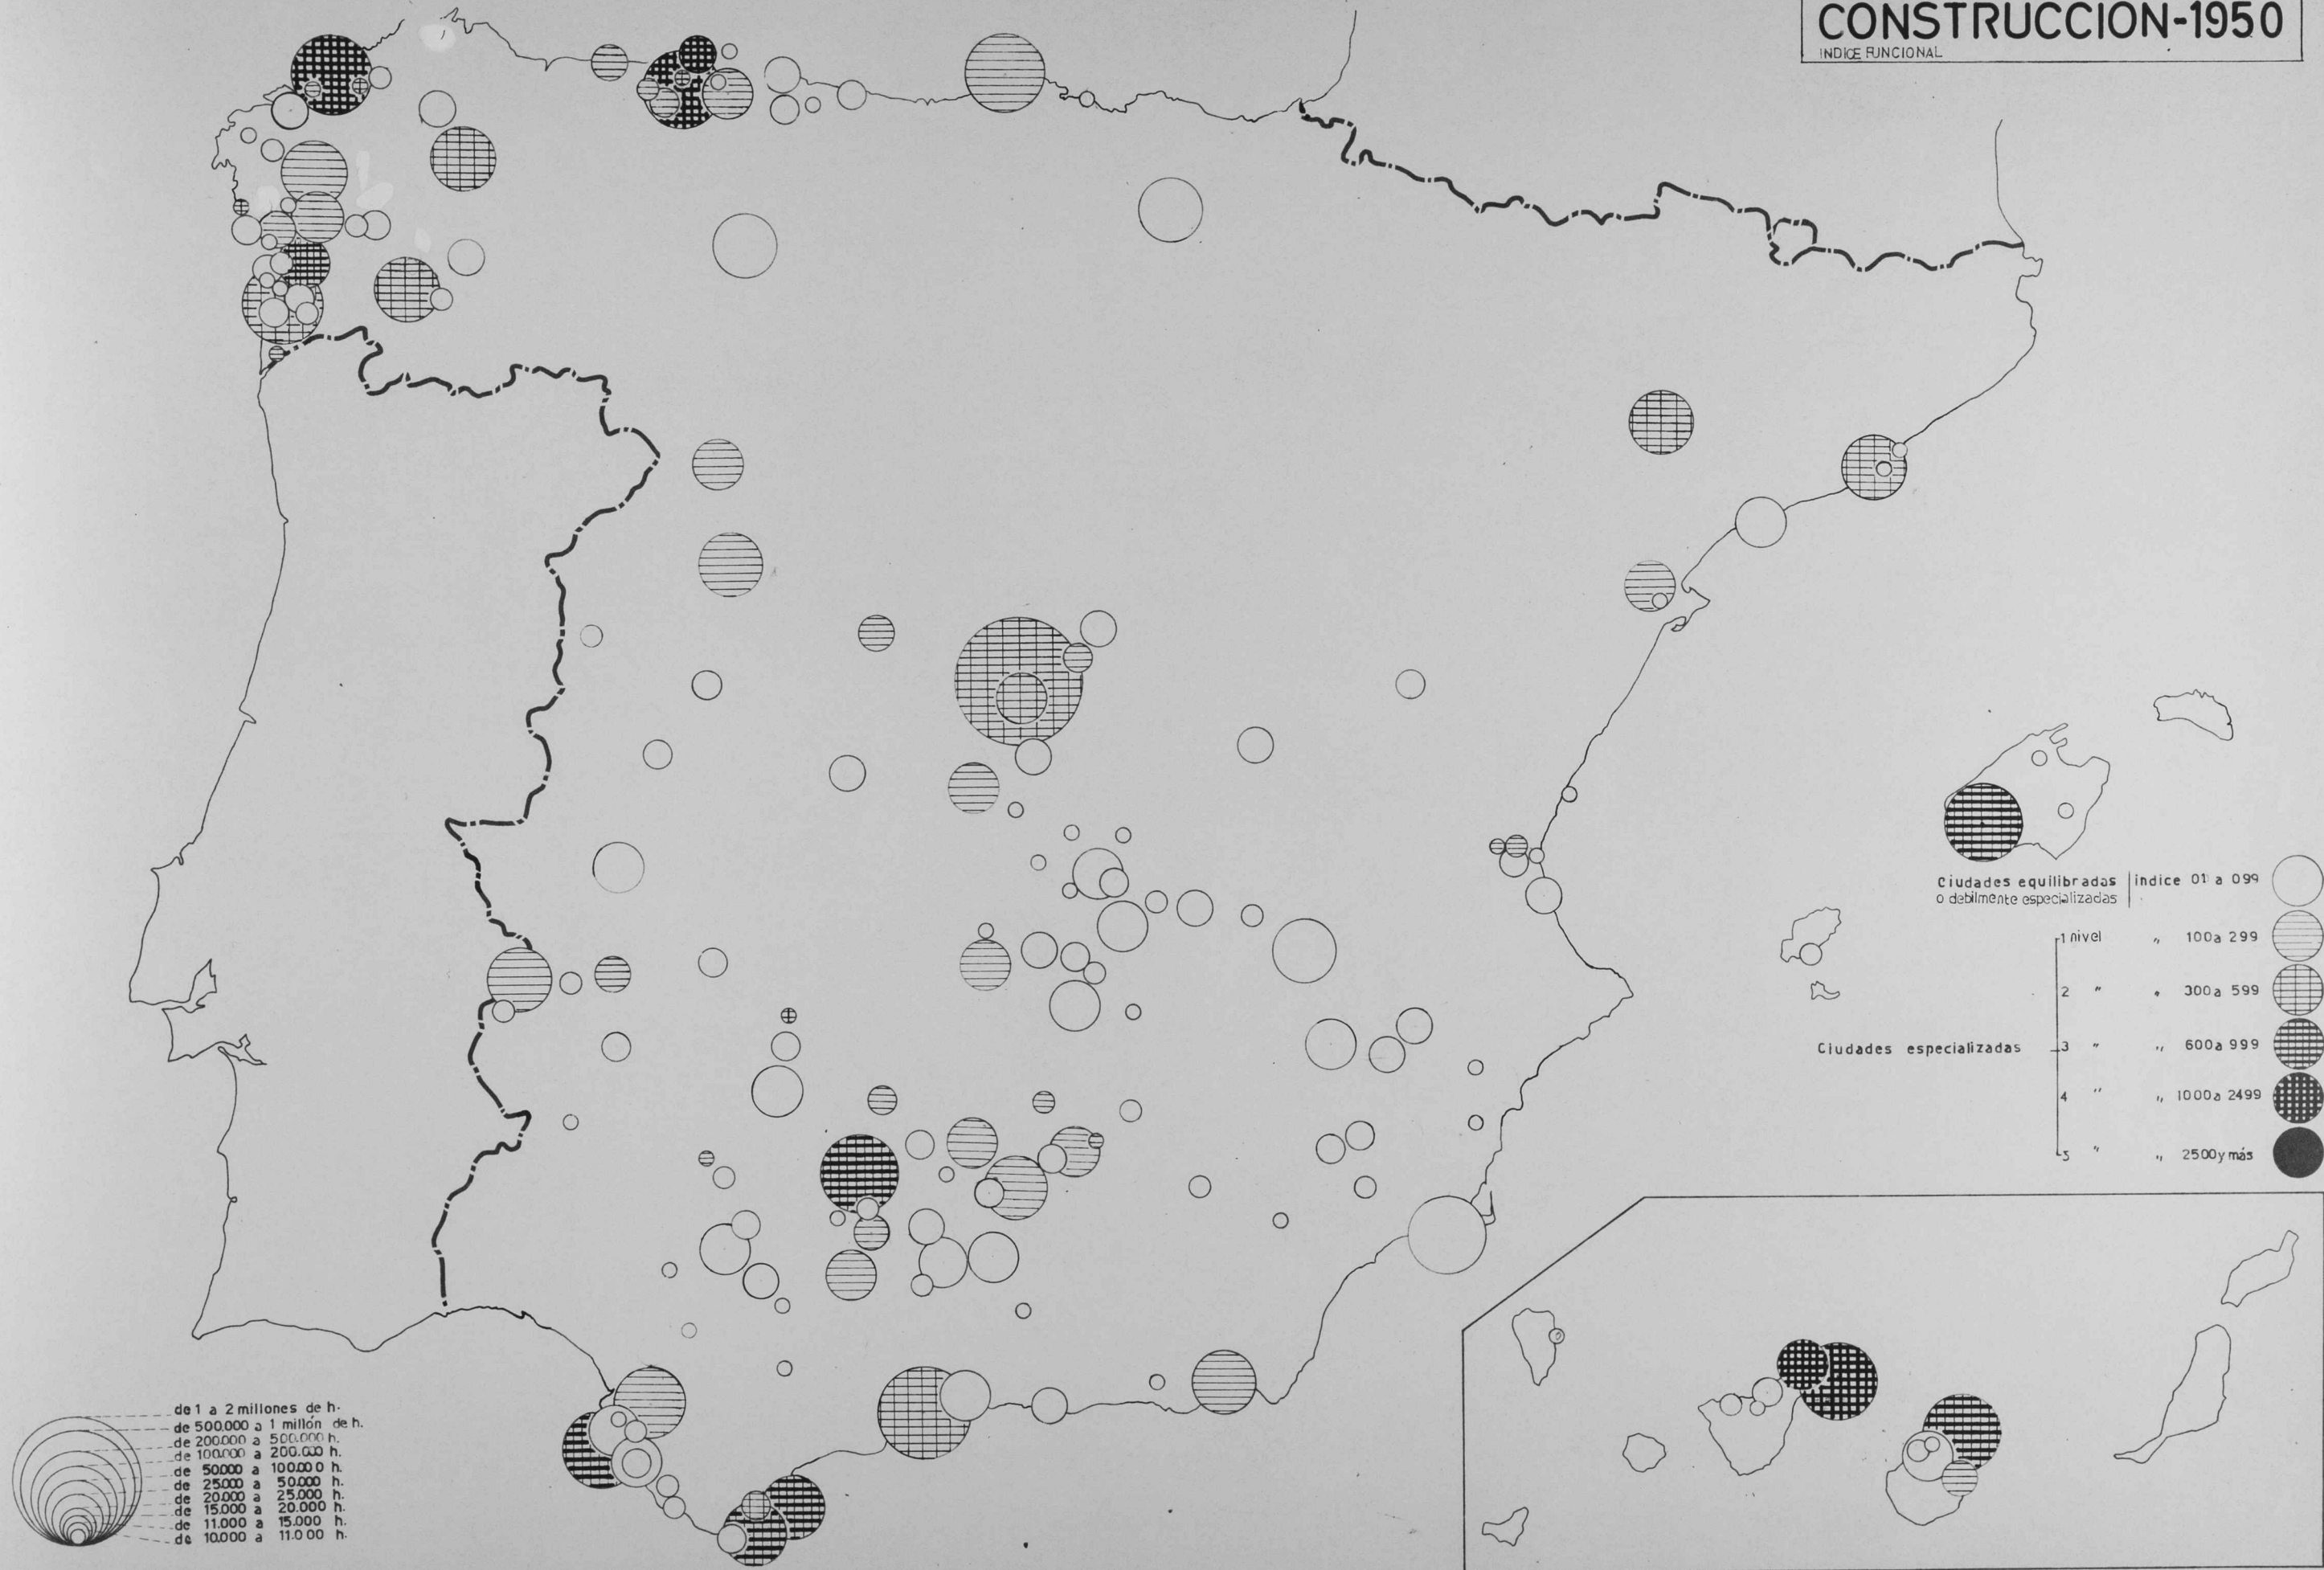 CONSTRUCCION-1950
INDICE FUNCIONAL
Ciudades equilibradas | indice 01 a 099
o debilmente especializadas
1 nivel „ 100a 299
2 " „ 300a 599
Ciudades especializadas 3 " „ 600a 999
4 " „ 1000a 2499
5 " „ 2500y más
de 1 a 2 millones de h.
de 500.000 a 1 millón de h.
de 200.000 a 500.000 h.
de 100.000 a 200.000 h.
de 50.000 a 100.000 h.
de 25.000 a 50.000 h.
de 20.000 a 25.000 h.
de 15.000 a 20.000 h.
de 11.000 a 15.000 h.
de 10.000 a 11.000 h.